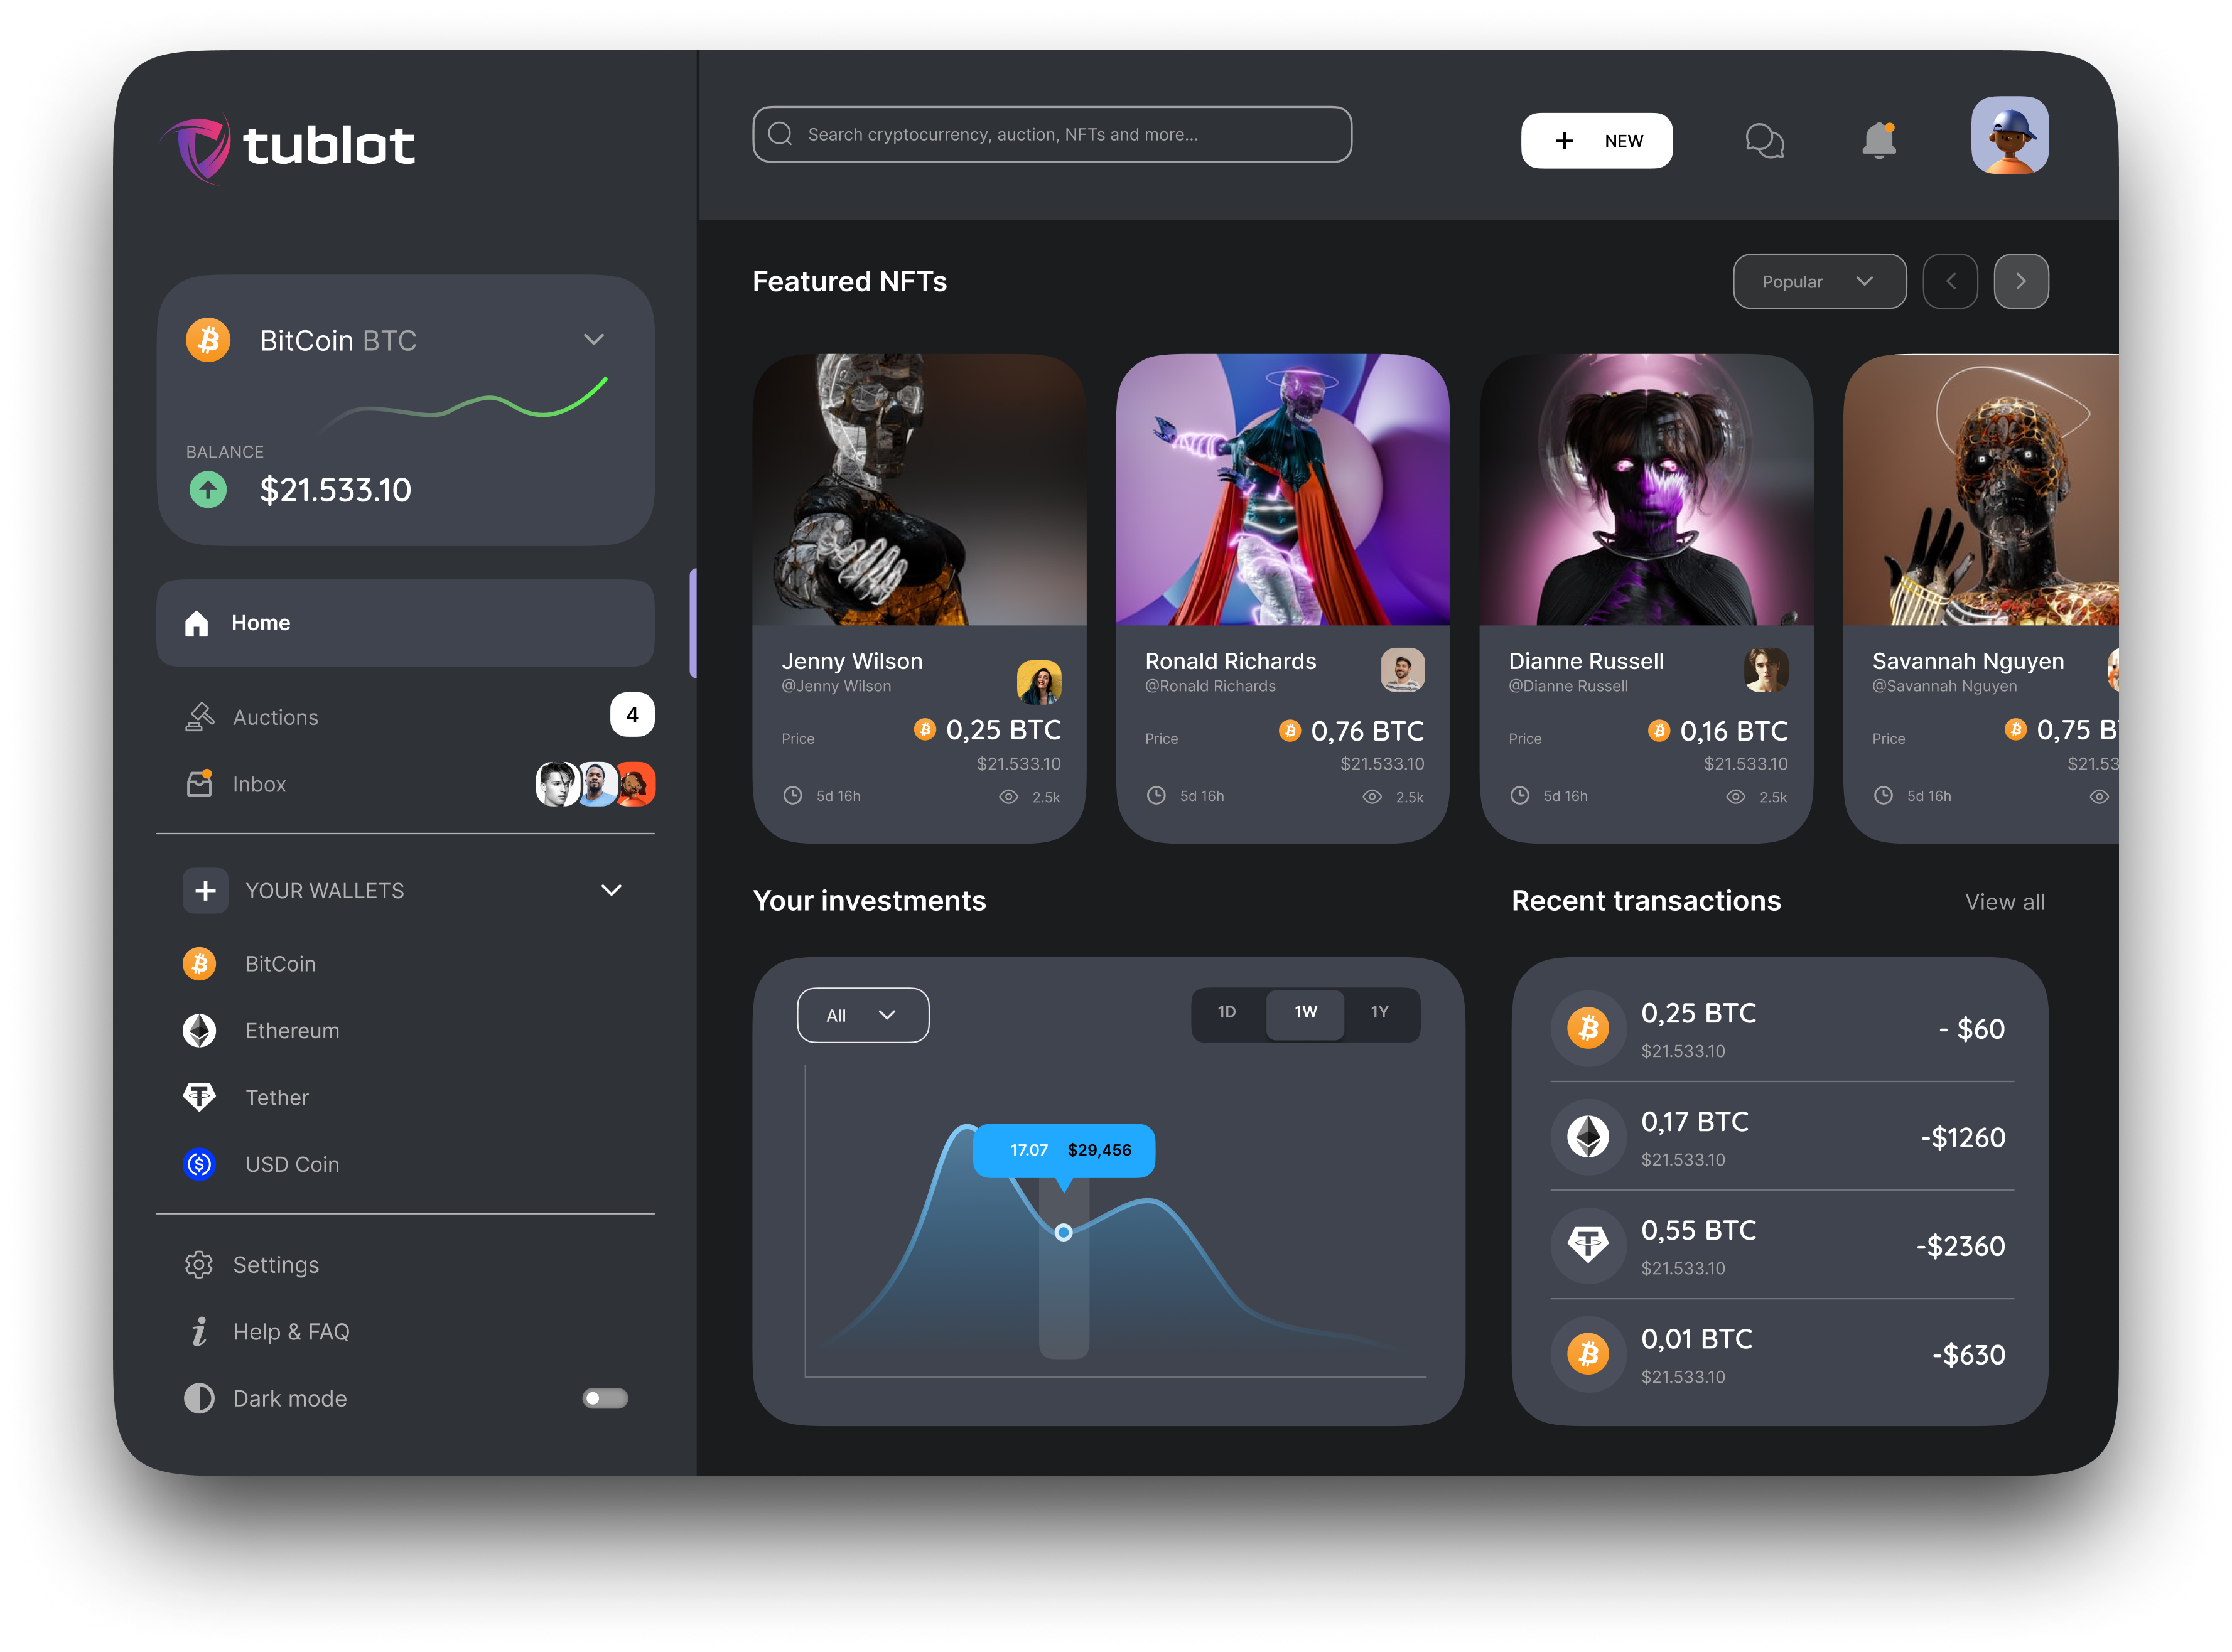 tublot
Search cryptocurrency, auction, NFTs and more...
NEW
BitCoin BTC
BALANCE
$21.533.10
Home
Auctions
4
Inbox
YOUR WALLETS
BitCoin
Ethereum
Tether
USD Coin
Settings
Help & FAQ
Dark mode
Featured NFTs
Popular
Jenny Wilson
@Jenny Wilson
Price
0,25 BTC
$21.533.10
5d 16h
2.5k
Ronald Richards
@Ronald Richards
Price
0,76 BTC
$21.533.10
5d 16h
2.5k
Dianne Russell
@Dianne Russell
Price
0,16 BTC
$21.533.10
5d 16h
2.5k
Savannah Nguyen
@Savannah Nguyen
Price
0,75 B
$21.53
5d 16h
Your investments
All
1D
1W
1Y
17.07 $29,456
Recent transactions
View all
0,25 BTC
$21.533.10
- $60
0,17 BTC
$21.533.10
-$1260
0,55 BTC
$21.533.10
-$2360
0,01 BTC
$21.533.10
-$630